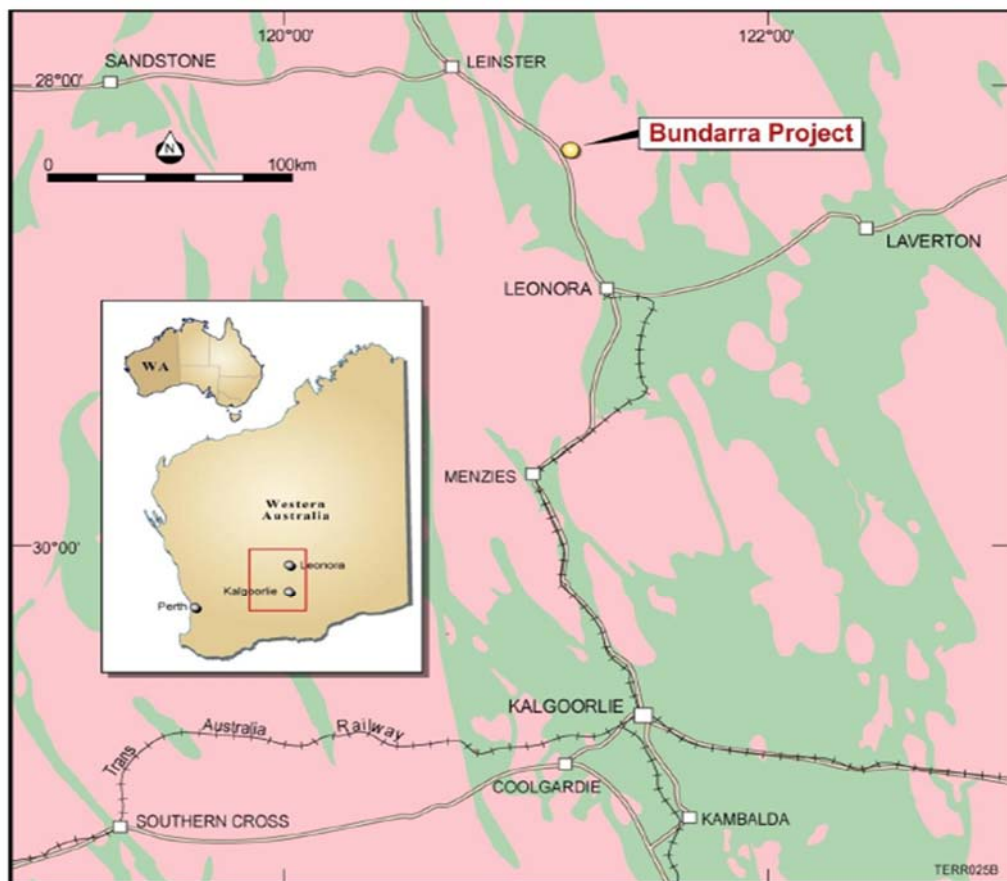 120°00'
122°00'
SANDSTONE
LEINSTER
28°00'
N
0
100km
Bundarra Project
LAVERTON
LEONORA
WA
MENZIES
Western
Australia
30°00'
Leonora
Kalgoorlie
Perth
KALGOORLIE
Trans Australia Railway
COOLGARDIE
SOUTHERN CROSS
KAMBALDA
TERR025B